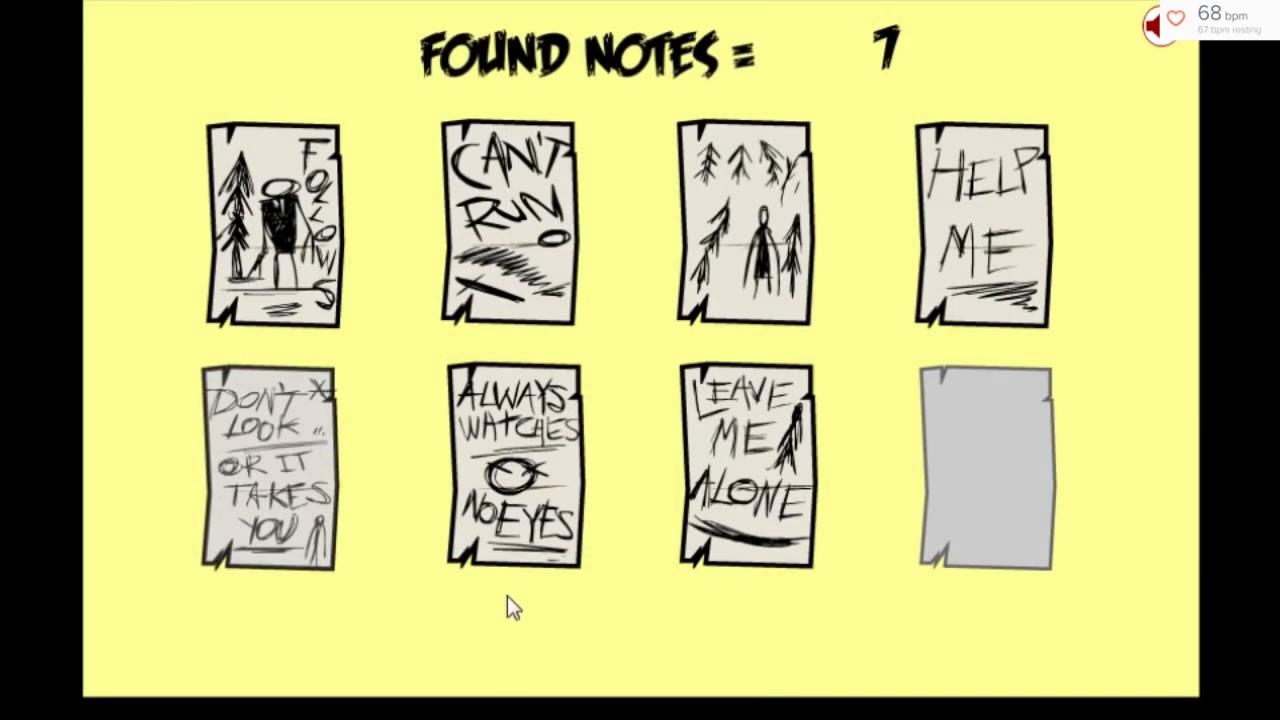 FOUND NOTES = 7
68 bpm
67 bpm resting
FOLLOWS
CAN'T
RUN
HELP
ME
DON'T
LOOK ..
OR IT
TAKES
YOU
ALWAYS
WATCHES
NO EYES
LEAVE
ME
ALONE